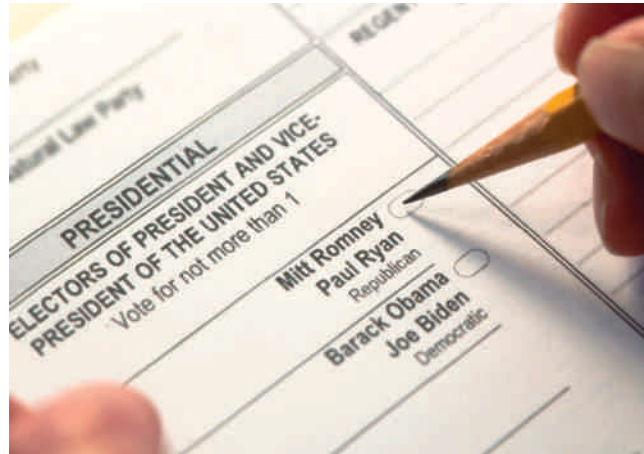 REGENT
Natural Law Party
PRESIDENTIAL
ELECTORS OF PRESIDENT AND VICE-
PRESIDENT OF THE UNITED STATES
Vote for not more than 1
Mitt Romney
Paul Ryan
Republican
Barack Obama
Joe Biden
Democratic